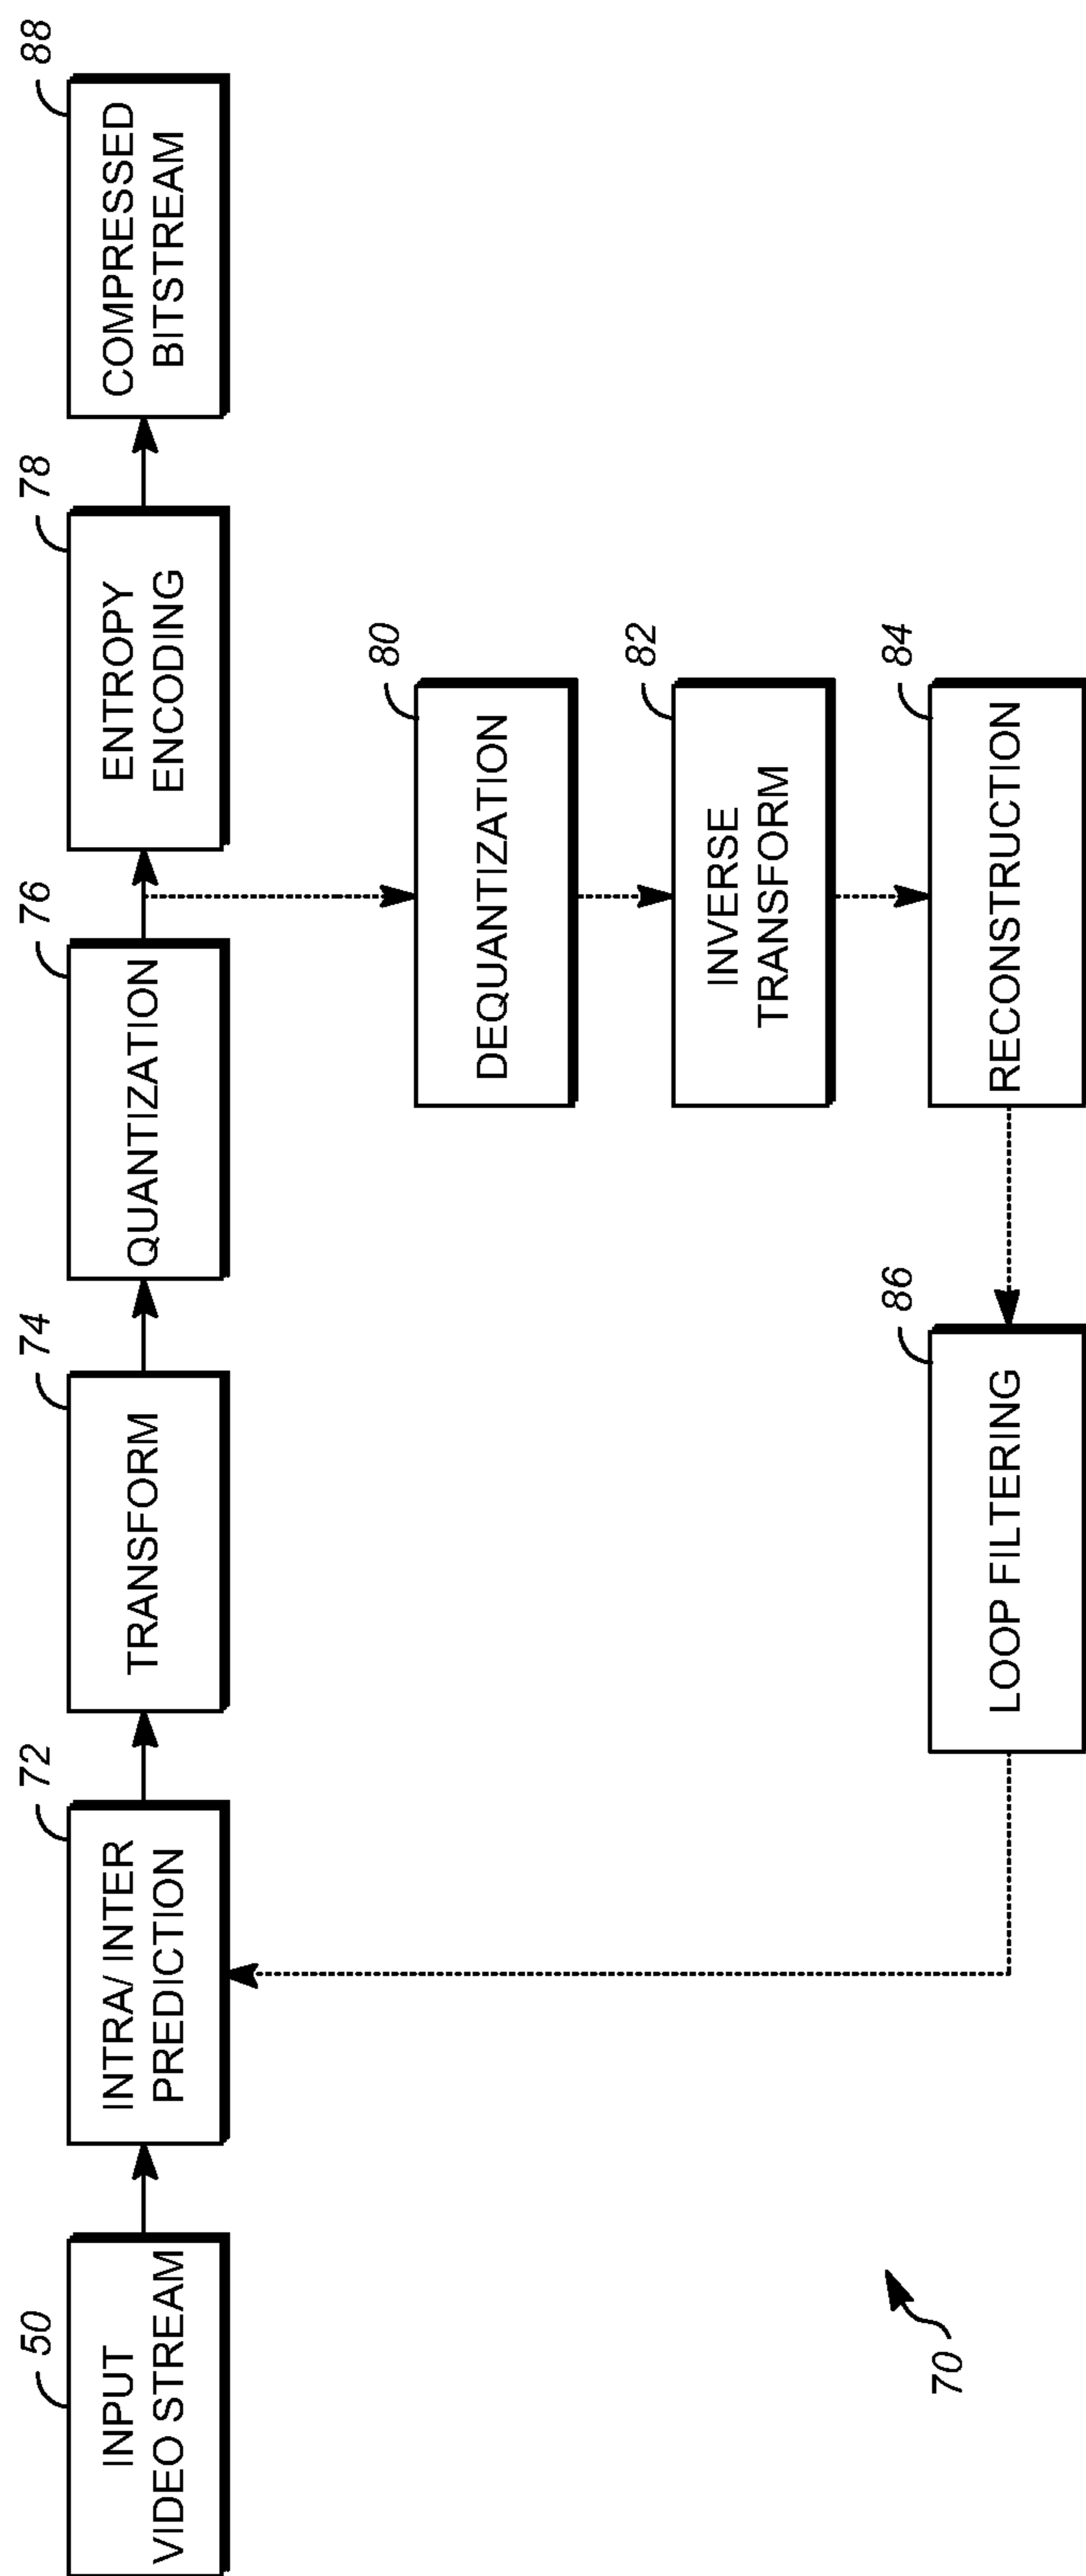 50
INPUT
VIDEO STREAM
72
INTRA/ INTER
PREDICTION
74
TRANSFORM
76
QUANTIZATION
78
ENTROPY
ENCODING
88
COMPRESSED
BITSTREAM
80
DEQUANTIZATION
82
INVERSE
TRANSFORM
86
LOOP FILTERING
84
RECONSTRUCTION
70